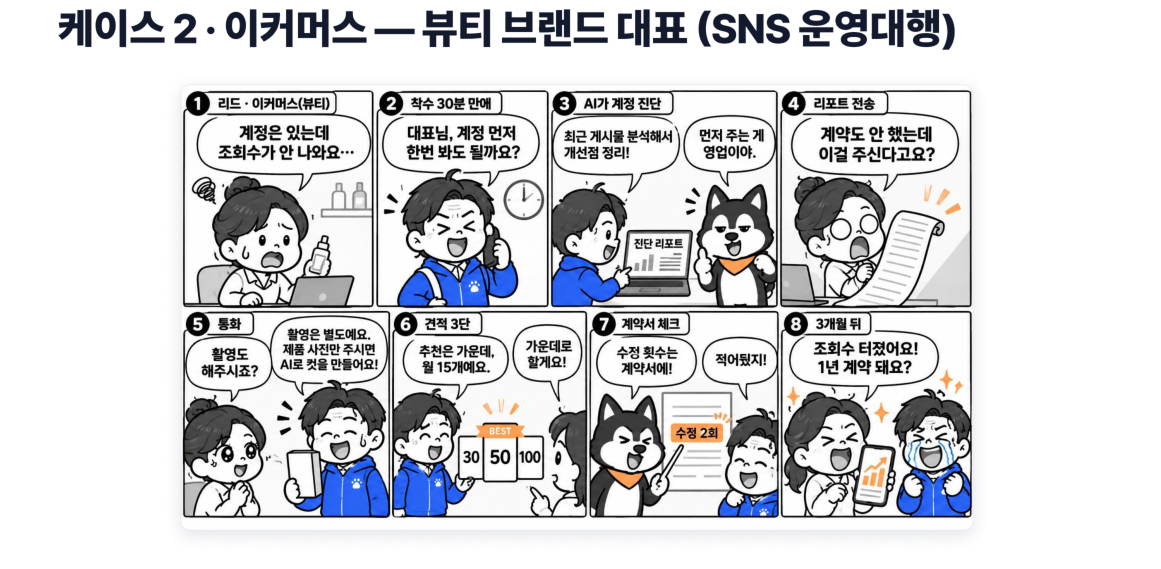 케이스 2 · 이커머스 — 뷰티 브랜드 대표 (SNS 운영대행)
1 리드 · 이커머스(뷰티)
계정은 있는데
조회수가 안 나와요…
2 착수 30분 만애
대표님, 계정 먼저
한번 봐도 될까요?
3 AI가 계정 진단
최근 게시물 분석해서
개선점 정리!
먼저 주는 게
영업이야.
진단 리포트
4 리포트 전송
계약도 안 했는데
이걸 주신다고요?
5 통화
촬영도
해주시죠?
촬영은 별도예요.
제품 사전만 주시면
AI로 컷을 만들어요!
6 견적 3단
추천은 가운데,
월 15개예요.
가운데로
할게요!
BEST
30 50 100
7 계약서 체크
수정 횟수는
계약서에!
적어뒀지!
수정 2회
8 3개월 뒤
조회수 터졌어요!
1년 계약 돼요?